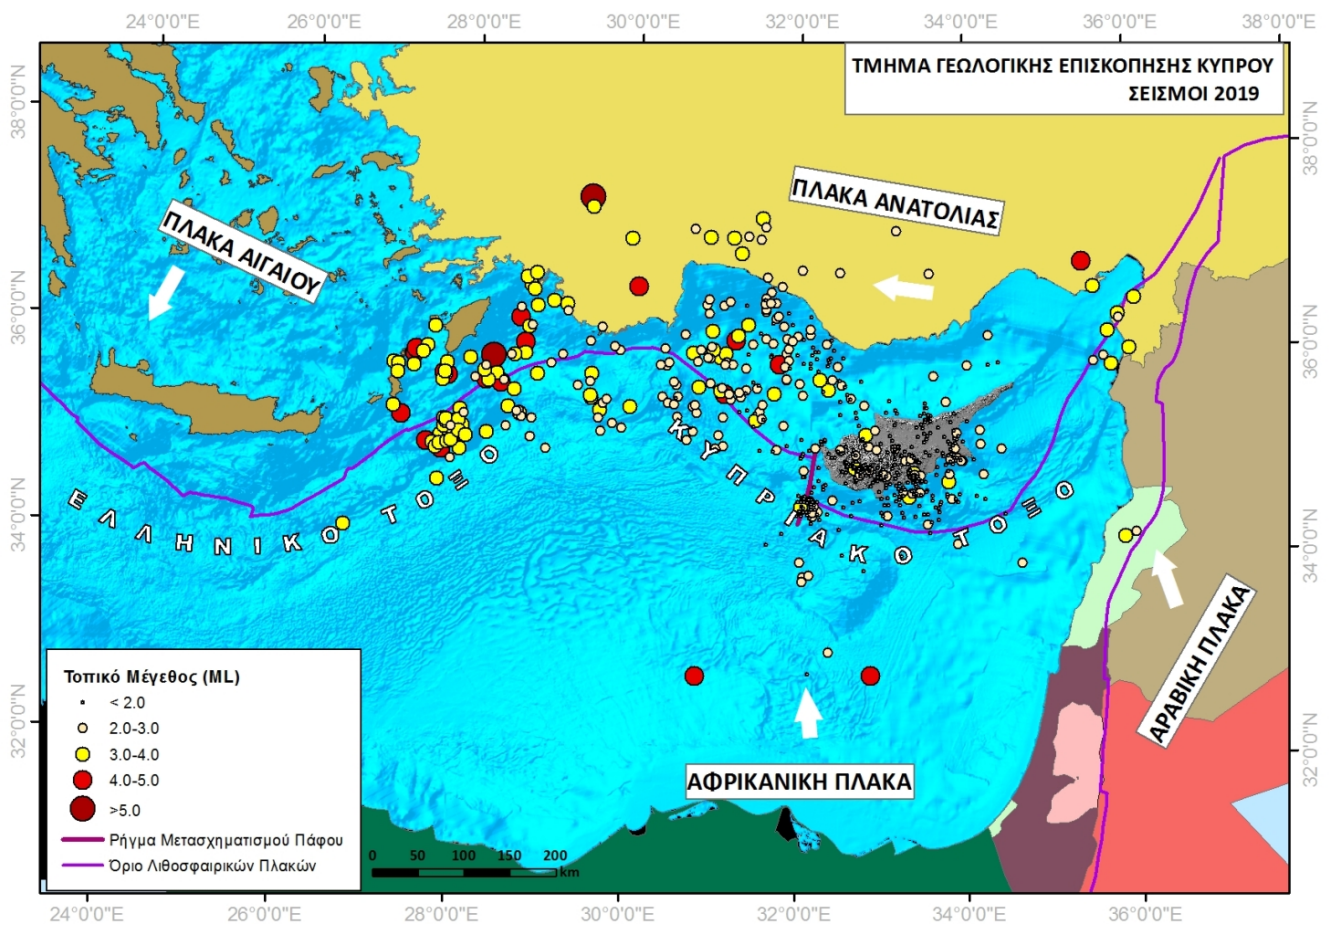 24°0'0"E 26°0'0"E 28°0'0"E 30°0'0"E 32°0'0"E 34°0'0"E 36°0'0"E 38°0'0"E
ΤΜΗΜΑ ΓΕΩΛΟΓΙΚΗΣ ΕΠΙΣΚΟΠΗΣΗΣ ΚΥΠΡΟΥ
ΣΕΙΣΜΟΙ 2019
38°0'0"N
38°0'0"N
ΠΛΑΚΑ ΑΝΑΤΟΛΙΑΣ
ΠΛΑΚΑ ΑΙΓΑΙΟΥ
36°0'0"N
36°0'0"N
ΕΛΛΗΝΙΚΟ ΤΟΞΟ
ΚΥΠΡΙΑΚΟ ΤΟΞΟ
34°0'0"N
34°0'0"N
ΑΡΑΒΙΚΗ ΠΛΑΚΑ
32°0'0"N
32°0'0"N
ΑΦΡΙΚΑΝΙΚΗ ΠΛΑΚΑ
Τοπικό Μέγεθος (ML)
< 2.0
2.0-3.0
3.0-4.0
4.0-5.0
>5.0
Ρήγμα Μετασχηματισμού Πάφου
Όριο Λιθοσφαιρικών Πλακών
0 50 100 150 200
km
24°0'0"E 26°0'0"E 28°0'0"E 30°0'0"E 32°0'0"E 34°0'0"E 36°0'0"E